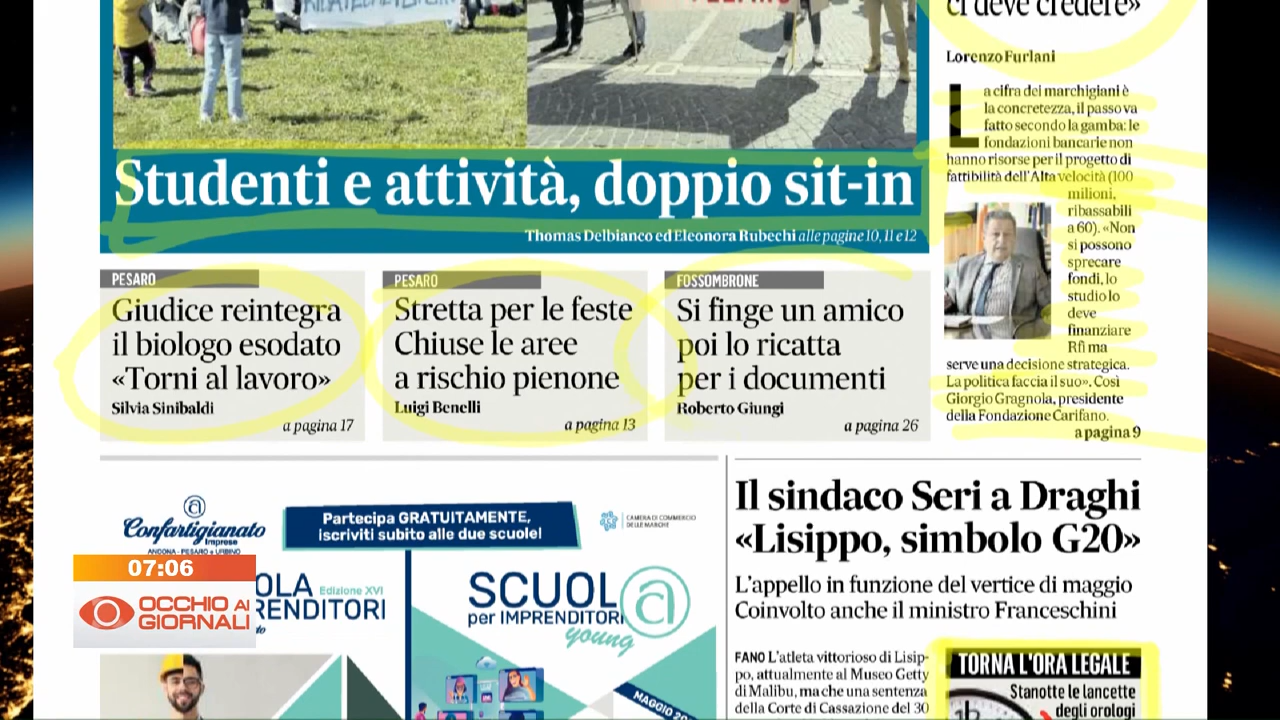 ci deve credere»
Lorenzo Furlani
La cifra dei marchigiani è
la concretezza, il passo va
fatto secondo la gamba: le
fondazioni bancarie non
hanno risorse per il progetto di
fattibilità dell'Alta velocità (100
milioni,
ribassabili
a 60). «Non
si possono
sprecare
fondi, lo
studio lo
deve
finanziare
Rfi ma
serve una decisione strategica.
La politica faccia il suo». Così
Giorgio Gragnola, presidente
della Fondazione Carifano.
a pagina 9
Studenti e attività, doppio sit-in
Thomas Delbianco ed Eleonora Rubechi alle pagine 10, 11 e 12
PESARO
Giudice reintegra
il biologo esodato
«Torni al lavoro»
Silvia Sinibaldi
a pagina 17
PESARO
Stretta per le feste
Chiuse le aree
a rischio pienone
Luigi Benelli
a pagina 13
FOSSOMBRONE
Si finge un amico
poi lo ricatta
per i documenti
Roberto Giungi
a pagina 26
Confartigianato
Imprese
ANCONA - PESARO e URBINO
Partecipa GRATUITAMENTE,
iscriviti subito alle due scuole!
CAMERA DI COMMERCIO
DELLE MARCHE
OLA Edizione XVI
RENDITORI
SCUOL@
per IMPRENDITORI
young
MAGGIO 20
07:06
OCCHIO AI
GIORNALI
Il sindaco Seri a Draghi
«Lisippo, simbolo G20»
L'appello in funzione del vertice di maggio
Coinvolto anche il ministro Franceschini
FANO L'atleta vittorioso di Lisip-
po, attualmente al Museo Getty
di Malibu, ma che una sentenza
della Corte di Cassazione del 30
TORNA L'ORA LEGALE
Stanotte le lancette
degli orologi